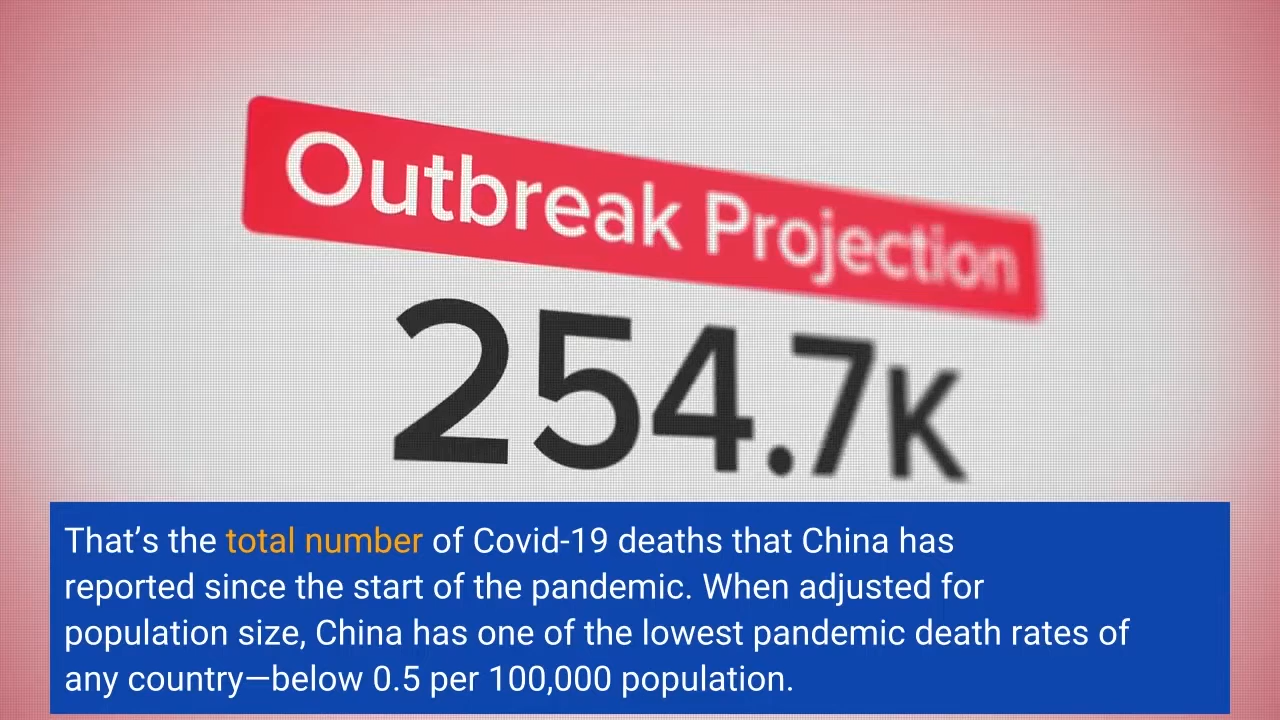 Outbreak Projection
254.7K
That’s the total number of Covid-19 deaths that China has
reported since the start of the pandemic. When adjusted for
population size, China has one of the lowest pandemic death rates of
any country—below 0.5 per 100,000 population.